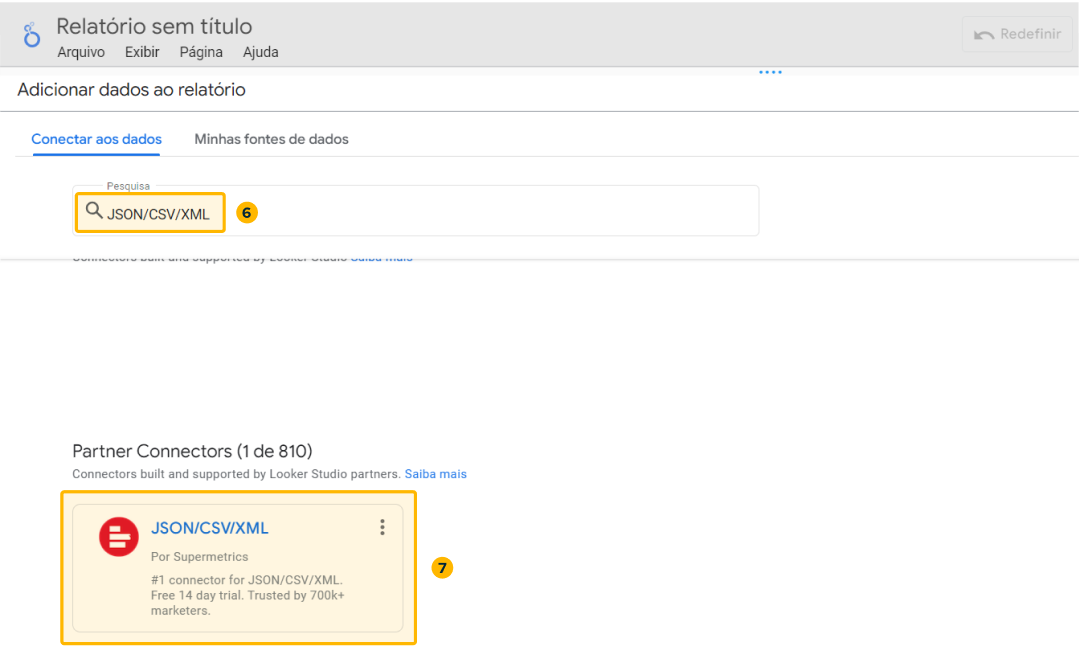 Relatório sem título
Redefinir
Arquivo Exibir Página Ajuda
Adicionar dados ao relatório
Conectar aos dados Minhas fontes de dados
Pesquisa
JSON/CSV/XML 6
Connectors built and supported by Looker Studio Saiba mais
Partner Connectors (1 de 810)
Connectors built and supported by Looker Studio partners. Saiba mais
JSON/CSV/XML
Por Supermetrics
7
#1 connector for JSON/CSV/XML.
Free 14 day trial. Trusted by 700k+
marketers.